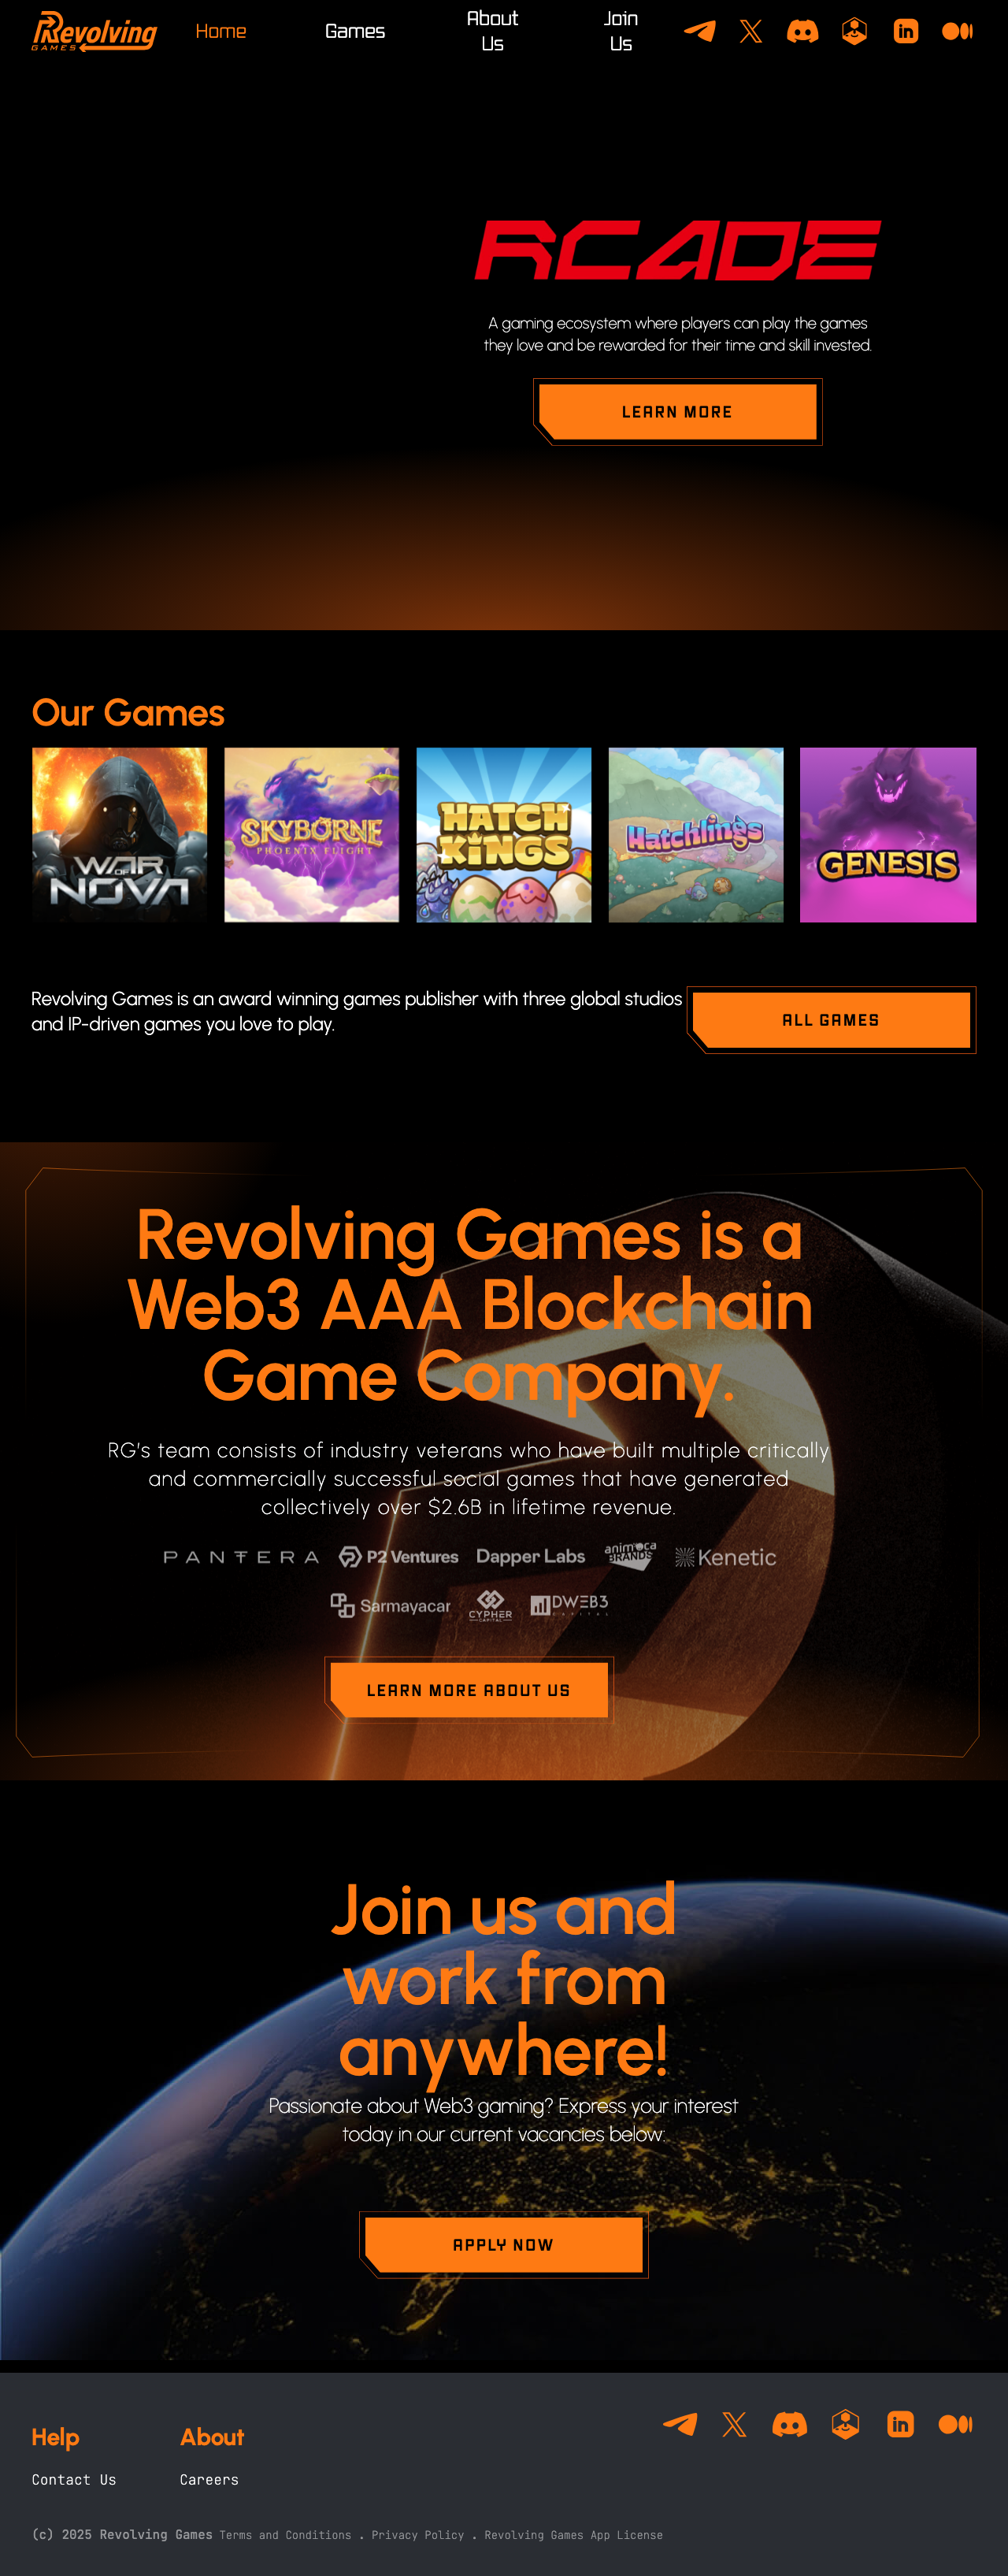 Revolving
GAMES
Home
Games
About
Us
Join
Us
RCADE
A gaming ecosystem where players can play the games
they love and be rewarded for their time and skill invested.
LEARN MORE
Our Games
WAR OF
NOVA
SKYBORNE
PHOENIX FLIGHT
HATCH
KINGS
Hatchlings
GENESIS
Revolving Games is an award winning games publisher with three global studios
and IP-driven games you love to play.
ALL GAMES
Revolving Games is a
Web3 AAA Blockchain
Game Company.
RG's team consists of industry veterans who have built multiple critically
and commercially successful social games that have generated
collectively over $2.6B in lifetime revenue.
PANTERA
P2 Ventures
Dapper Labs
animoca
BRANDS
Kenetic
Sarmayacar
CYPHER
CAPITAL
DWEB3
CAPITAL
LEARN MORE ABOUT US
Join us and
work from
anywhere!
Passionate about Web3 gaming? Express your interest
today in our current vacancies below:
APPLY NOW
Help
About
Contact Us
Careers
(c) 2025 Revolving Games Terms and Conditions . Privacy Policy . Revolving Games App License